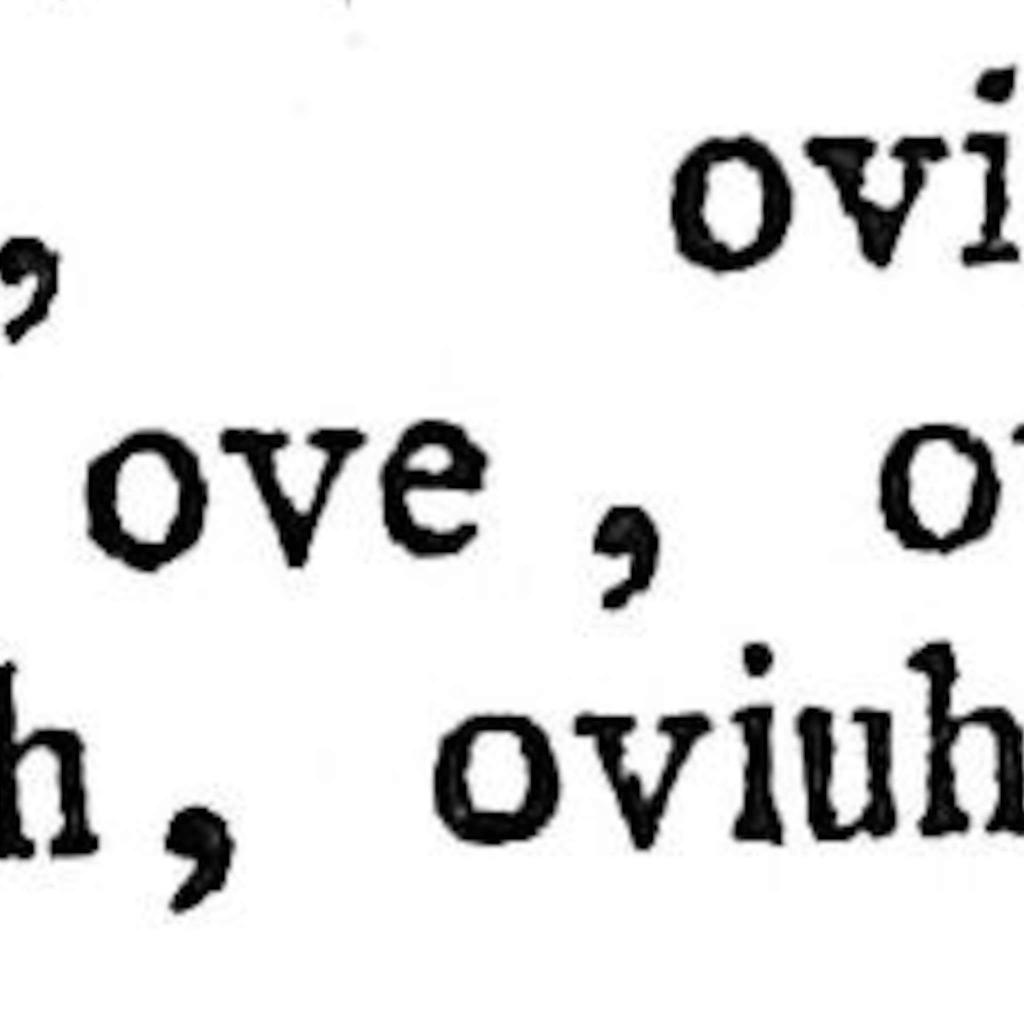 , ovi
ove , o
h , oviuh